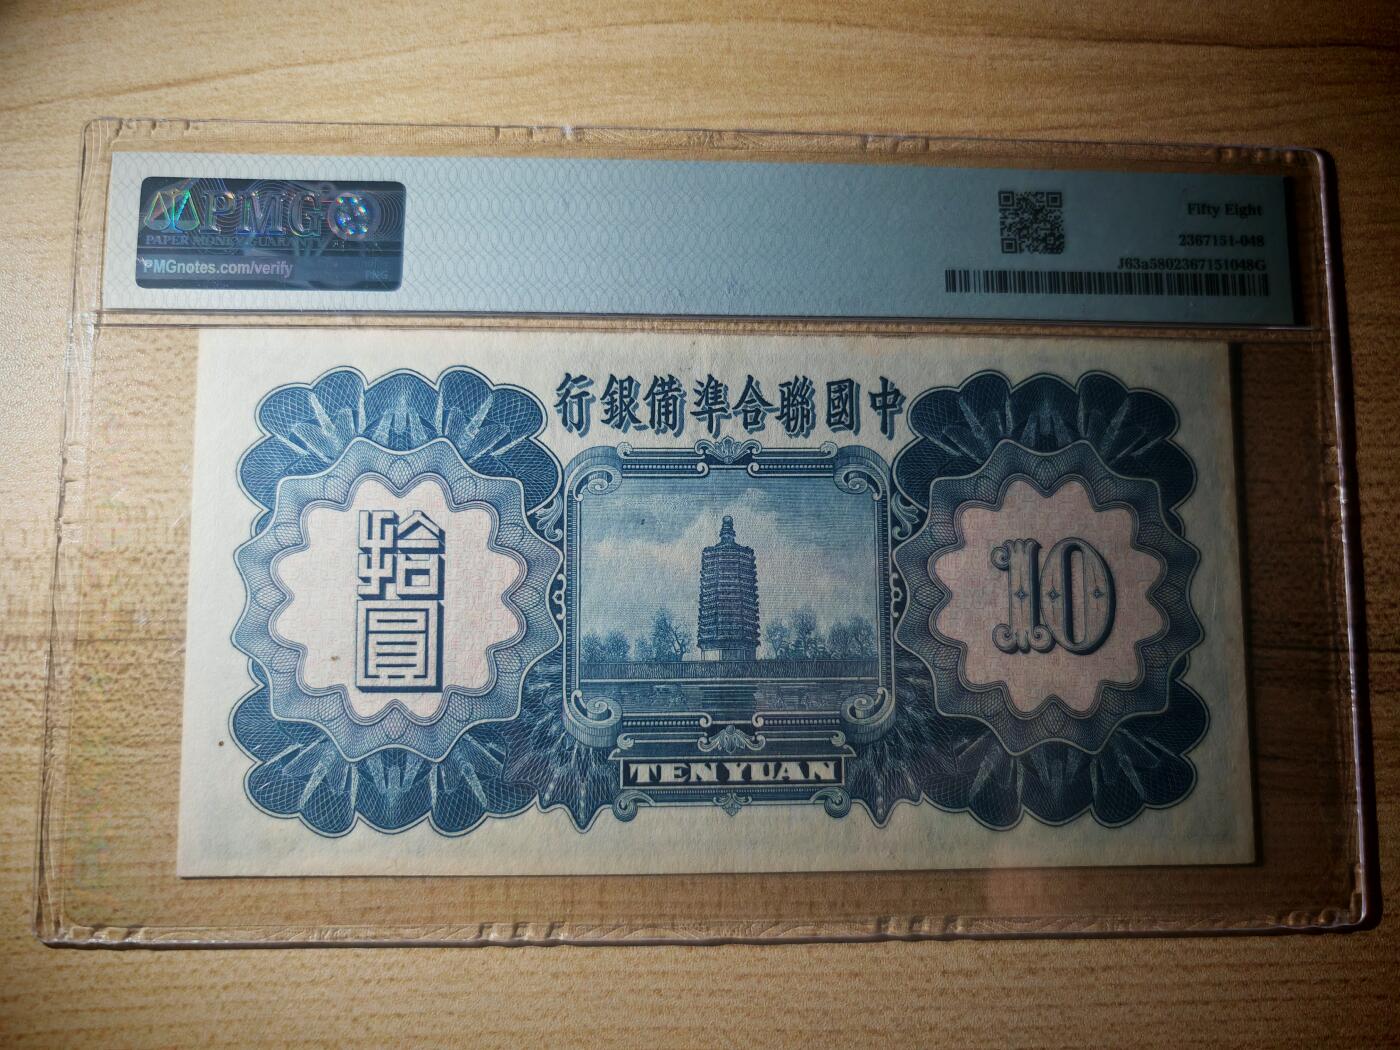 PMG
PAPER MONEY GUARANTY
PMGnotes.com/verify
PMG
Fifty Eight
2367151-048
J63a5802367151048G
行銀備準合聯國中
拾圓
10
TEN YUAN